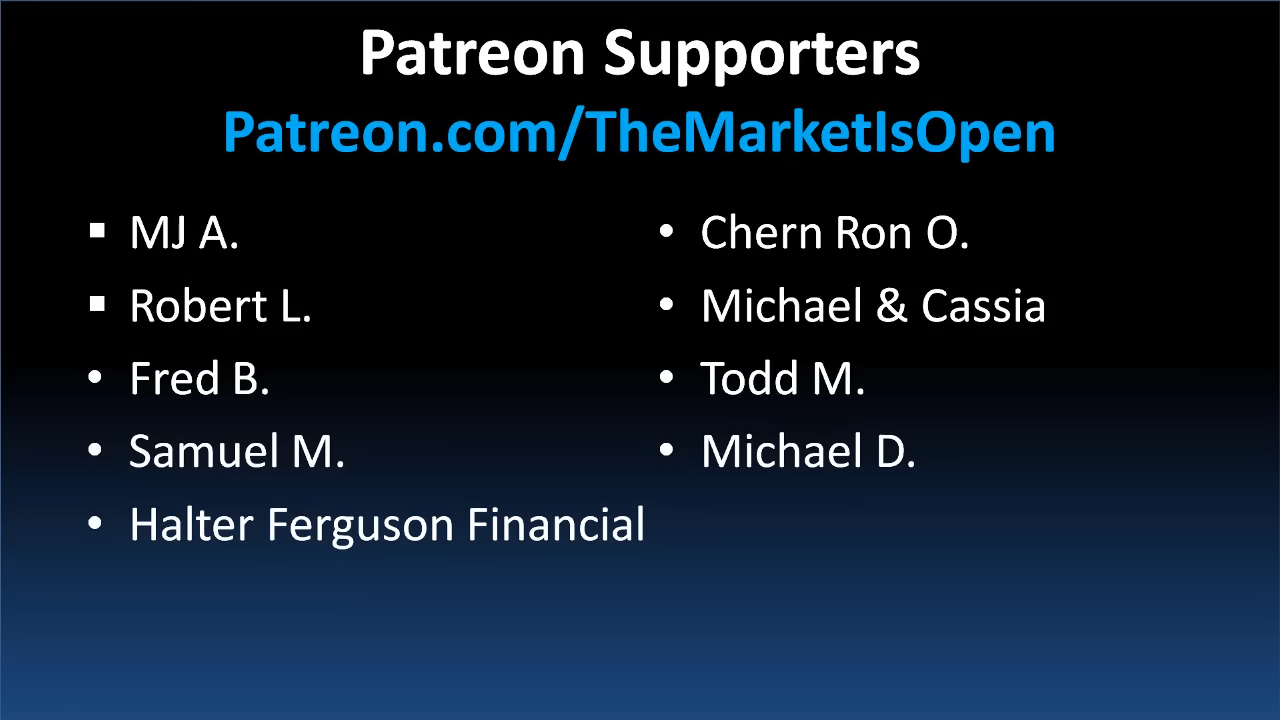 Patreon Supporters
Patreon.com/TheMarketIsOpen
▪ MJ A.
▪ Robert L.
• Fred B.
• Samuel M.
• Halter Ferguson Financial
• Chern Ron O.
• Michael & Cassia
• Todd M.
• Michael D.